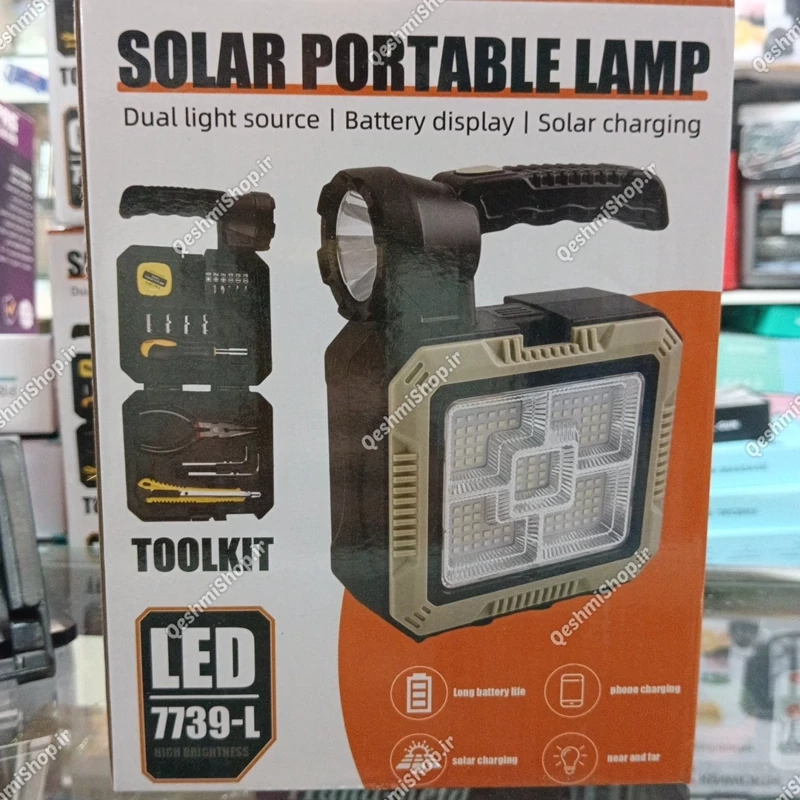 SOLAR PORTABLE LAMP
Dual light source | Battery display | Solar charging
TOOLKIT
LED
7739-L
HIGH BRIGHTNESS
Long battery life
phone charging
solar charging
near and far
QeshmiShop.ir